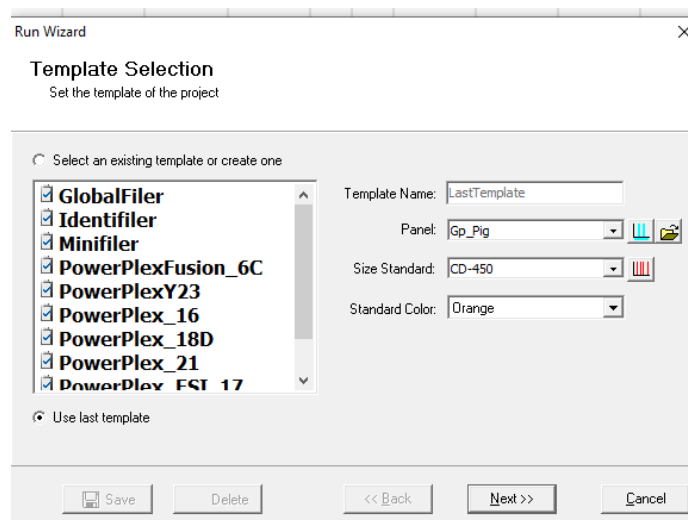 Run Wizard
Template Selection
Set the template of the project
Select an existing template or create one
GlobalFiler
Identifiler
Minifiler
PowerPlexFusion_6C
PowerPlexY23
PowerPlex_16
PowerPlex_18D
PowerPlex_21
PowerPlex_ESI_17
Use last template
Template Name: LastTemplate
Panel: Gp_Pig
Size Standard: CD-450
Standard Color: Orange
Save Delete << Back Next >> Cancel